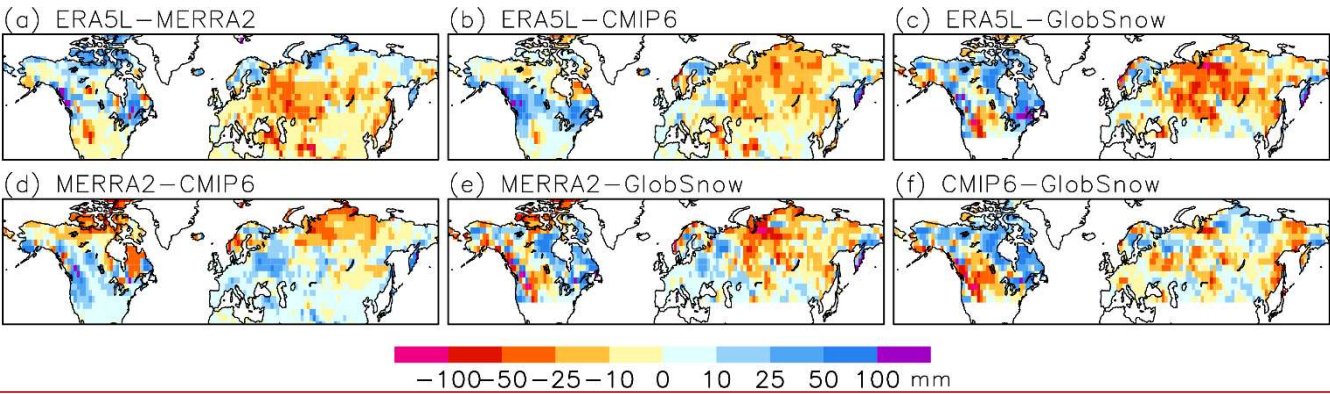 (a) ERA5L−MERRA2
(b) ERA5L−CMIP6
(c) ERA5L−GlobSnow
(d) MERRA2−CMIP6
(e) MERRA2−GlobSnow
(f) CMIP6−GlobSnow
−100−50 −25−10 0 10 25 50 100 mm